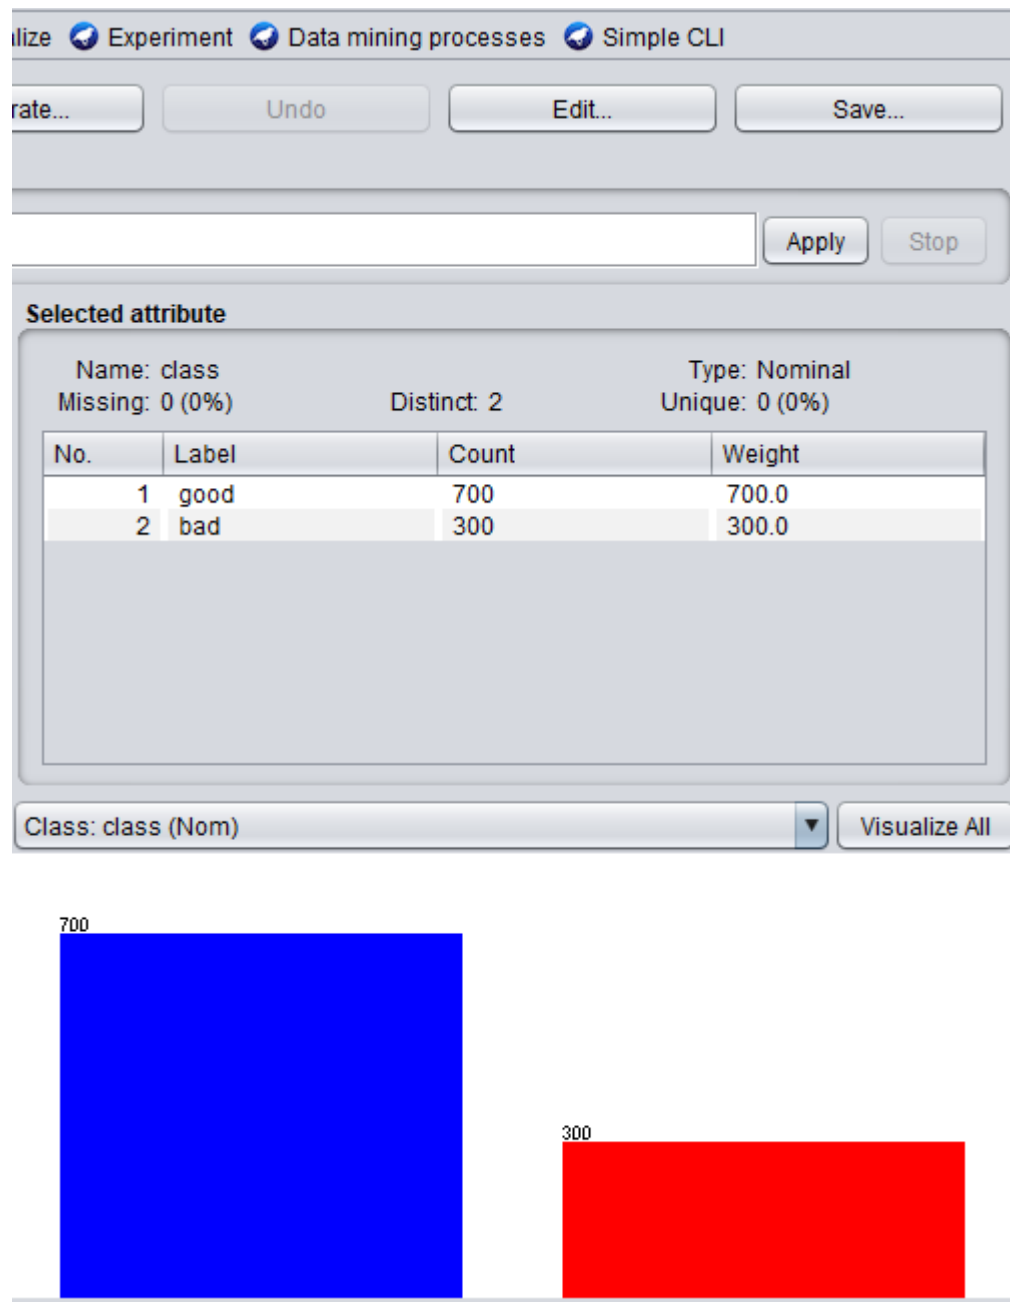 lize Experiment Data mining processes Simple CLI
rate... Undo Edit... Save...
Apply Stop
Selected attribute
Name: class Type: Nominal
Missing: 0 (0%) Distinct: 2 Unique: 0 (0%)
No. Label Count Weight
1 good 700 700.0
2 bad 300 300.0
Class: class (Nom) Visualize All
700
300